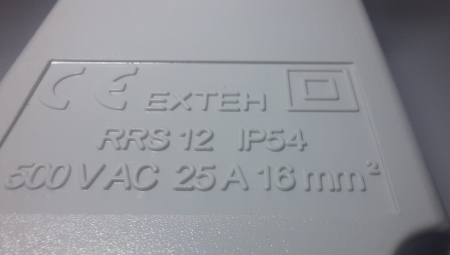 CE EXTEH
RRS 12 IP54
500 VAC 25 A 16 mm²